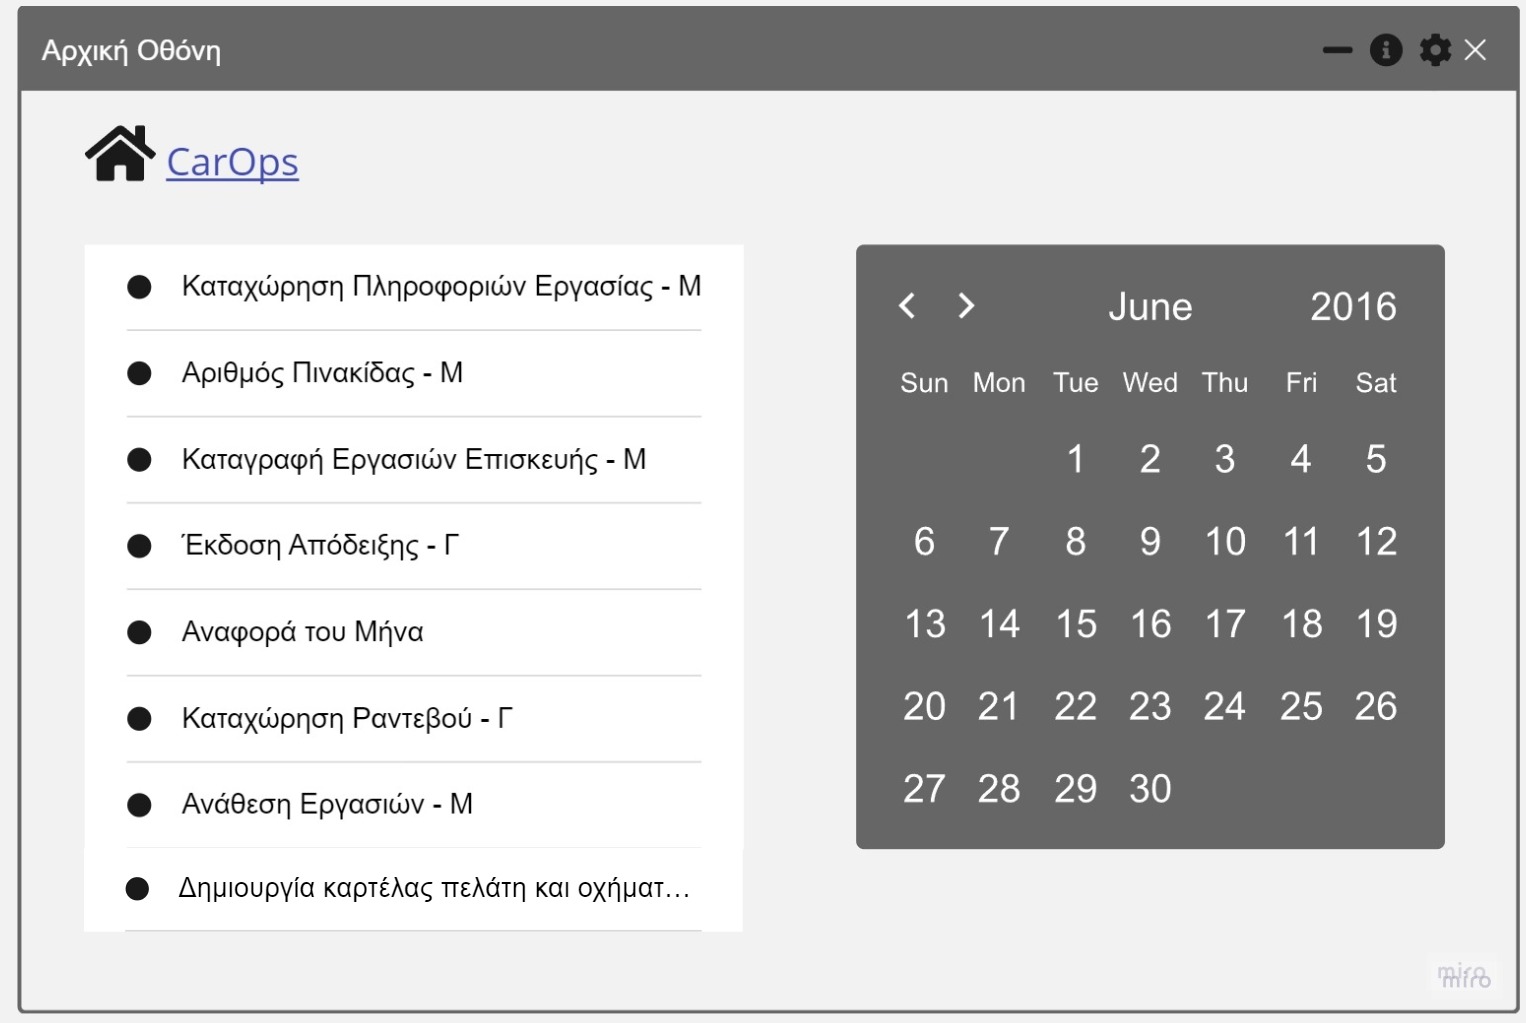 Αρχική Οθόνη
CarOps
Καταχώρηση Πληροφοριών Εργασίας - Μ
Αριθμός Πινακίδας - Μ
Καταγραφή Εργασιών Επισκευής - Μ
Έκδοση Απόδειξης - Γ
Αναφορά του Μήνα
Καταχώρηση Ραντεβού - Γ
Ανάθεση Εργασιών - Μ
Δημιουργία καρτέλας πελάτη και οχήματ...
June 2016
Sun Mon Tue Wed Thu Fri Sat
1 2 3 4 5
6 7 8 9 10 11 12
13 14 15 16 17 18 19
20 21 22 23 24 25 26
27 28 29 30
miro
miro